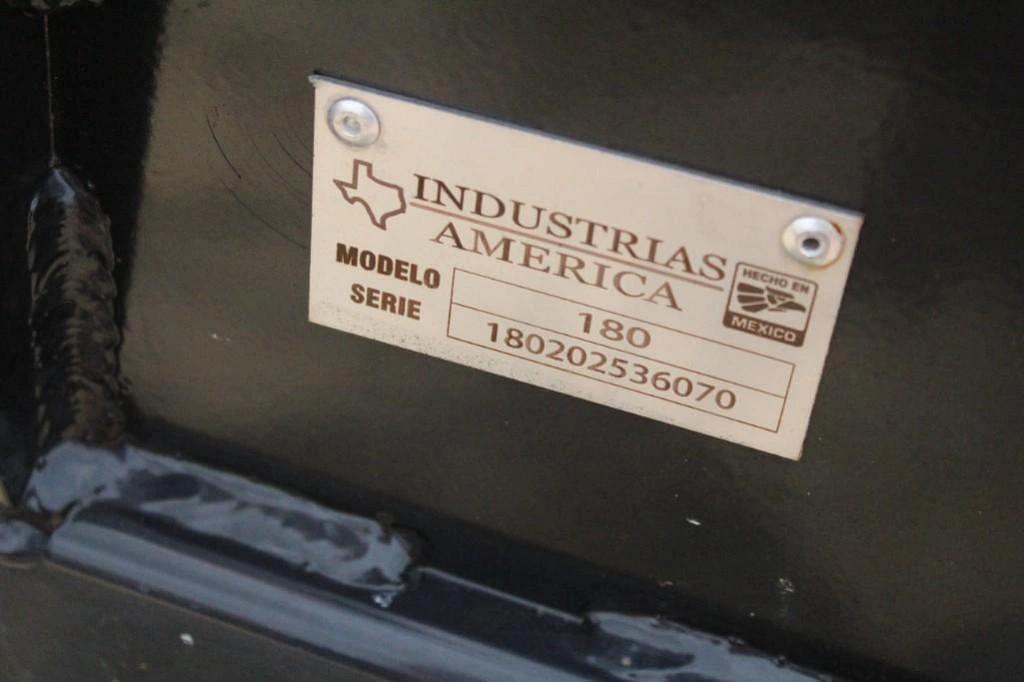 INDUSTRIAS
AMERICA
HECHO EN
MEXICO
MODELO 180
SERIE 180202536070